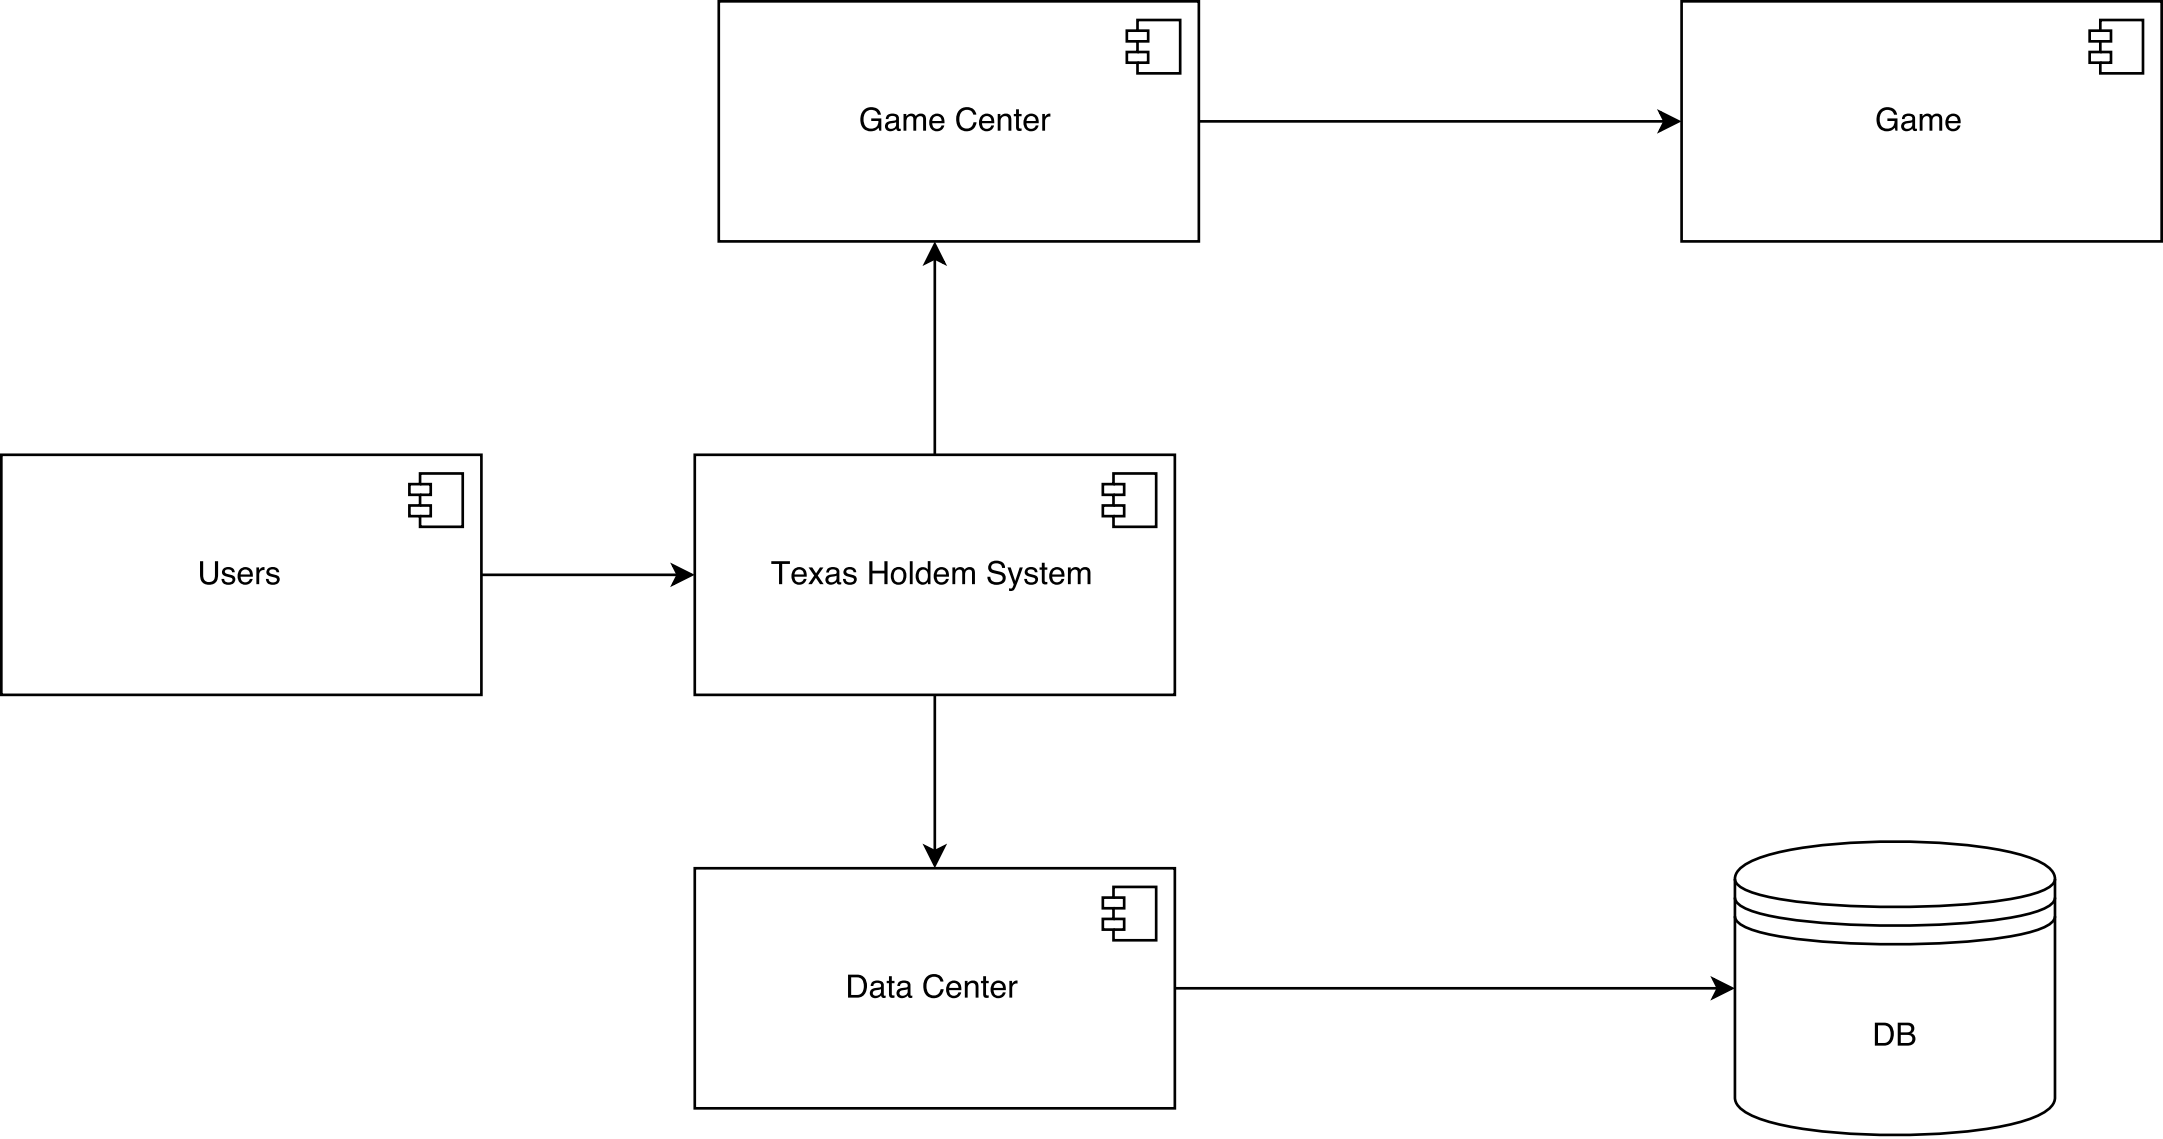 Game Center
Game
Users
Texas Holdem System
Data Center
DB